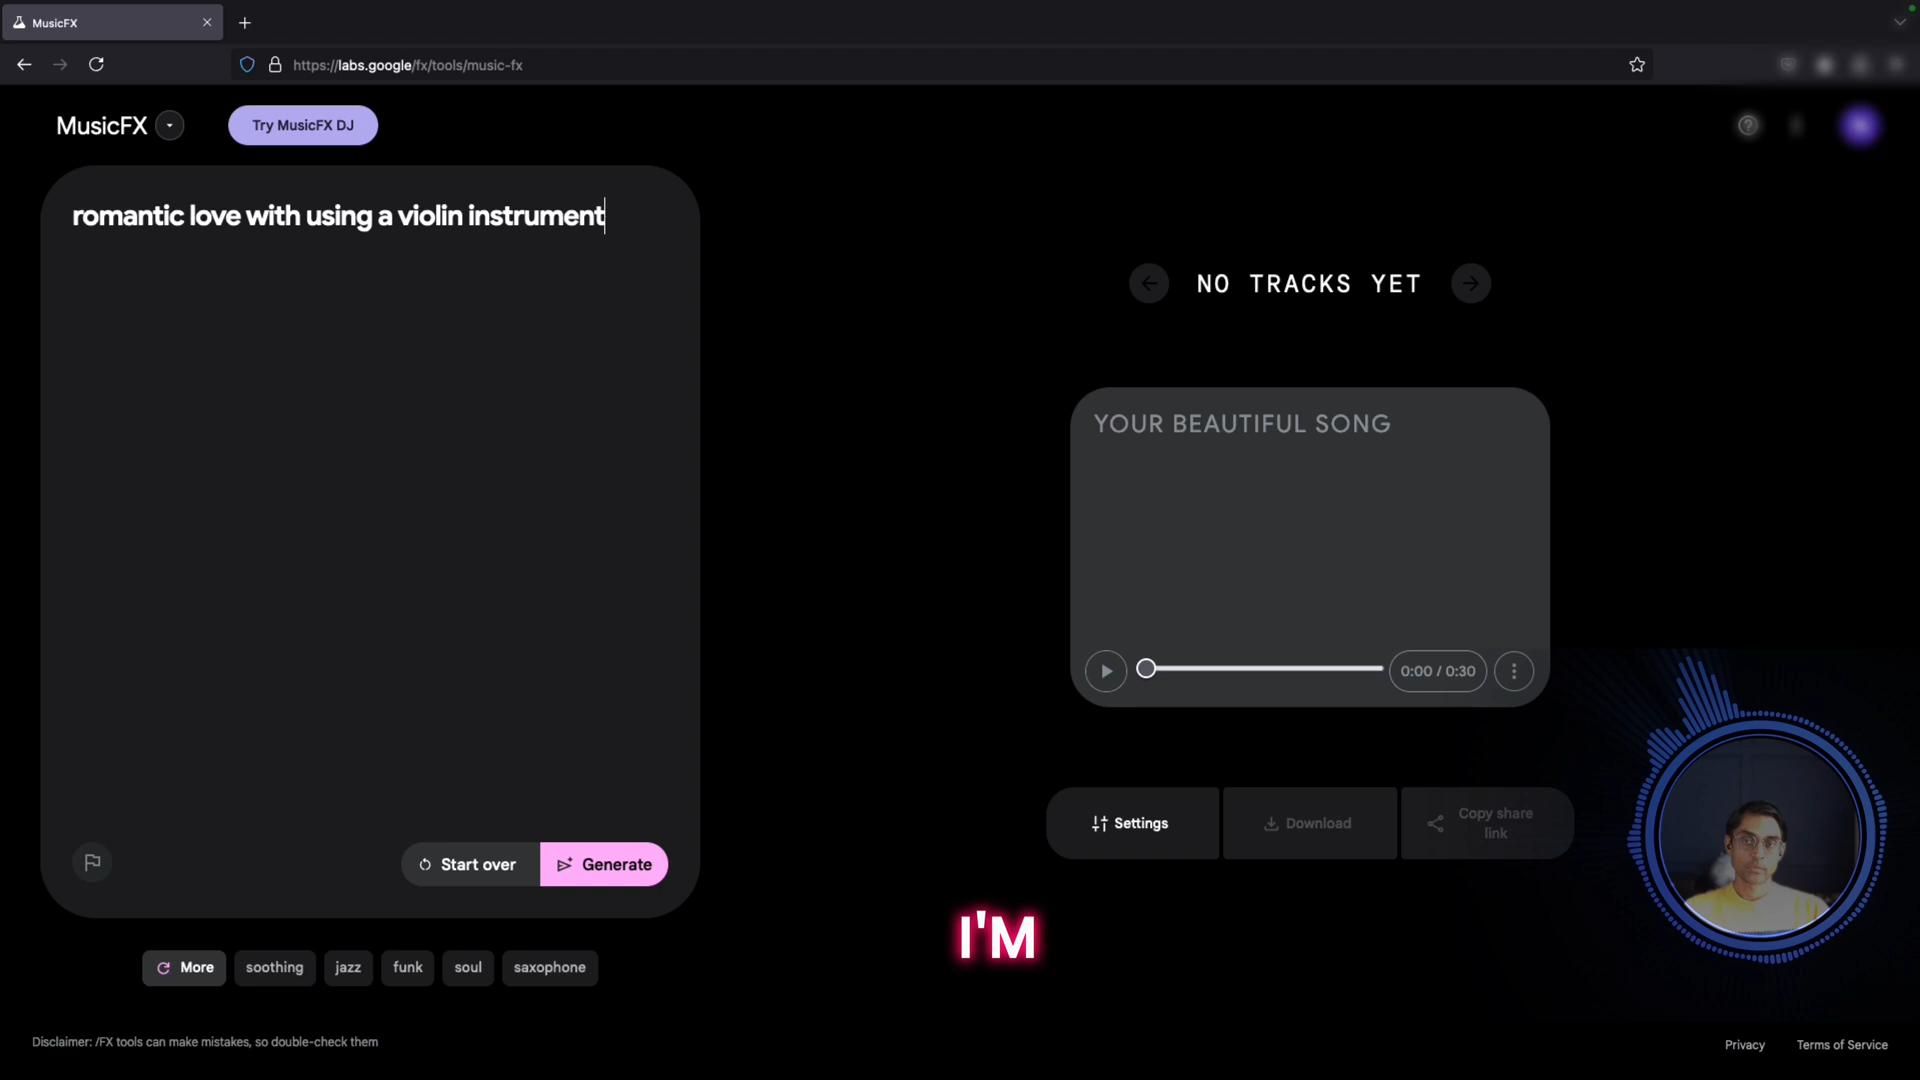 MusicFX
https://labs.google/fx/tools/music-fx
MusicFX
Try MusicFX DJ
romantic love with using a violin instrument
NO TRACKS YET
YOUR BEAUTIFUL SONG
0:00 / 0:30
Settings
Download
Copy share
link
Start over
Generate
I'M
More
soothing
jazz
funk
soul
saxophone
Disclaimer: /FX tools can make mistakes, so double-check them
Privacy
Terms of Service